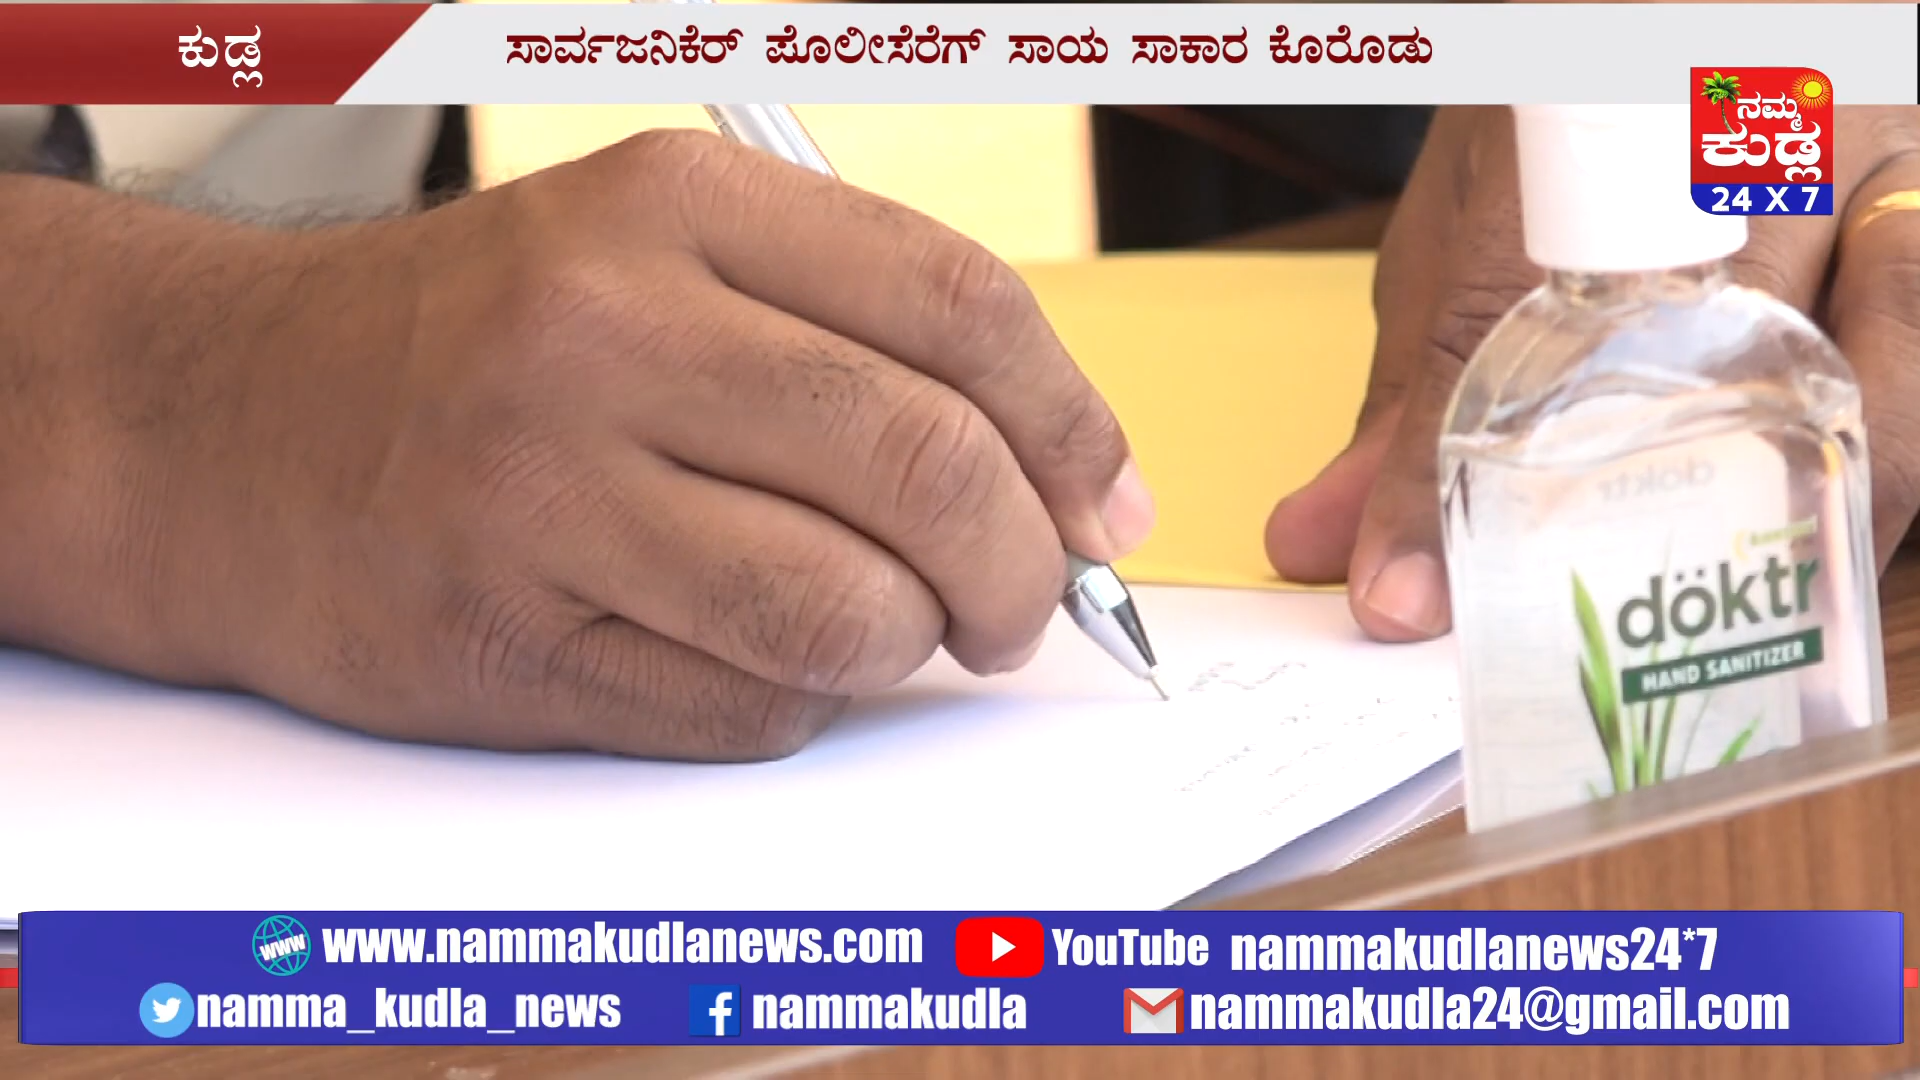 ಕುಡ್ಲ
ಸಾರ್ವಜನಿಕೆರ್ ಪೊಲೀಸೆರೆಗ್ ಸಾಯ ಸಾಕಾರ ಕೊರೊಡು
ನಮ್ಮ
ಕುಡ್ಲ
24 X 7
doktr
döktr
HAND SANITIZER
www www.nammakudlanews.com YouTube nammakudlanews24*7
namma_kudla_news f nammakudla nammakudla24@gmail.com